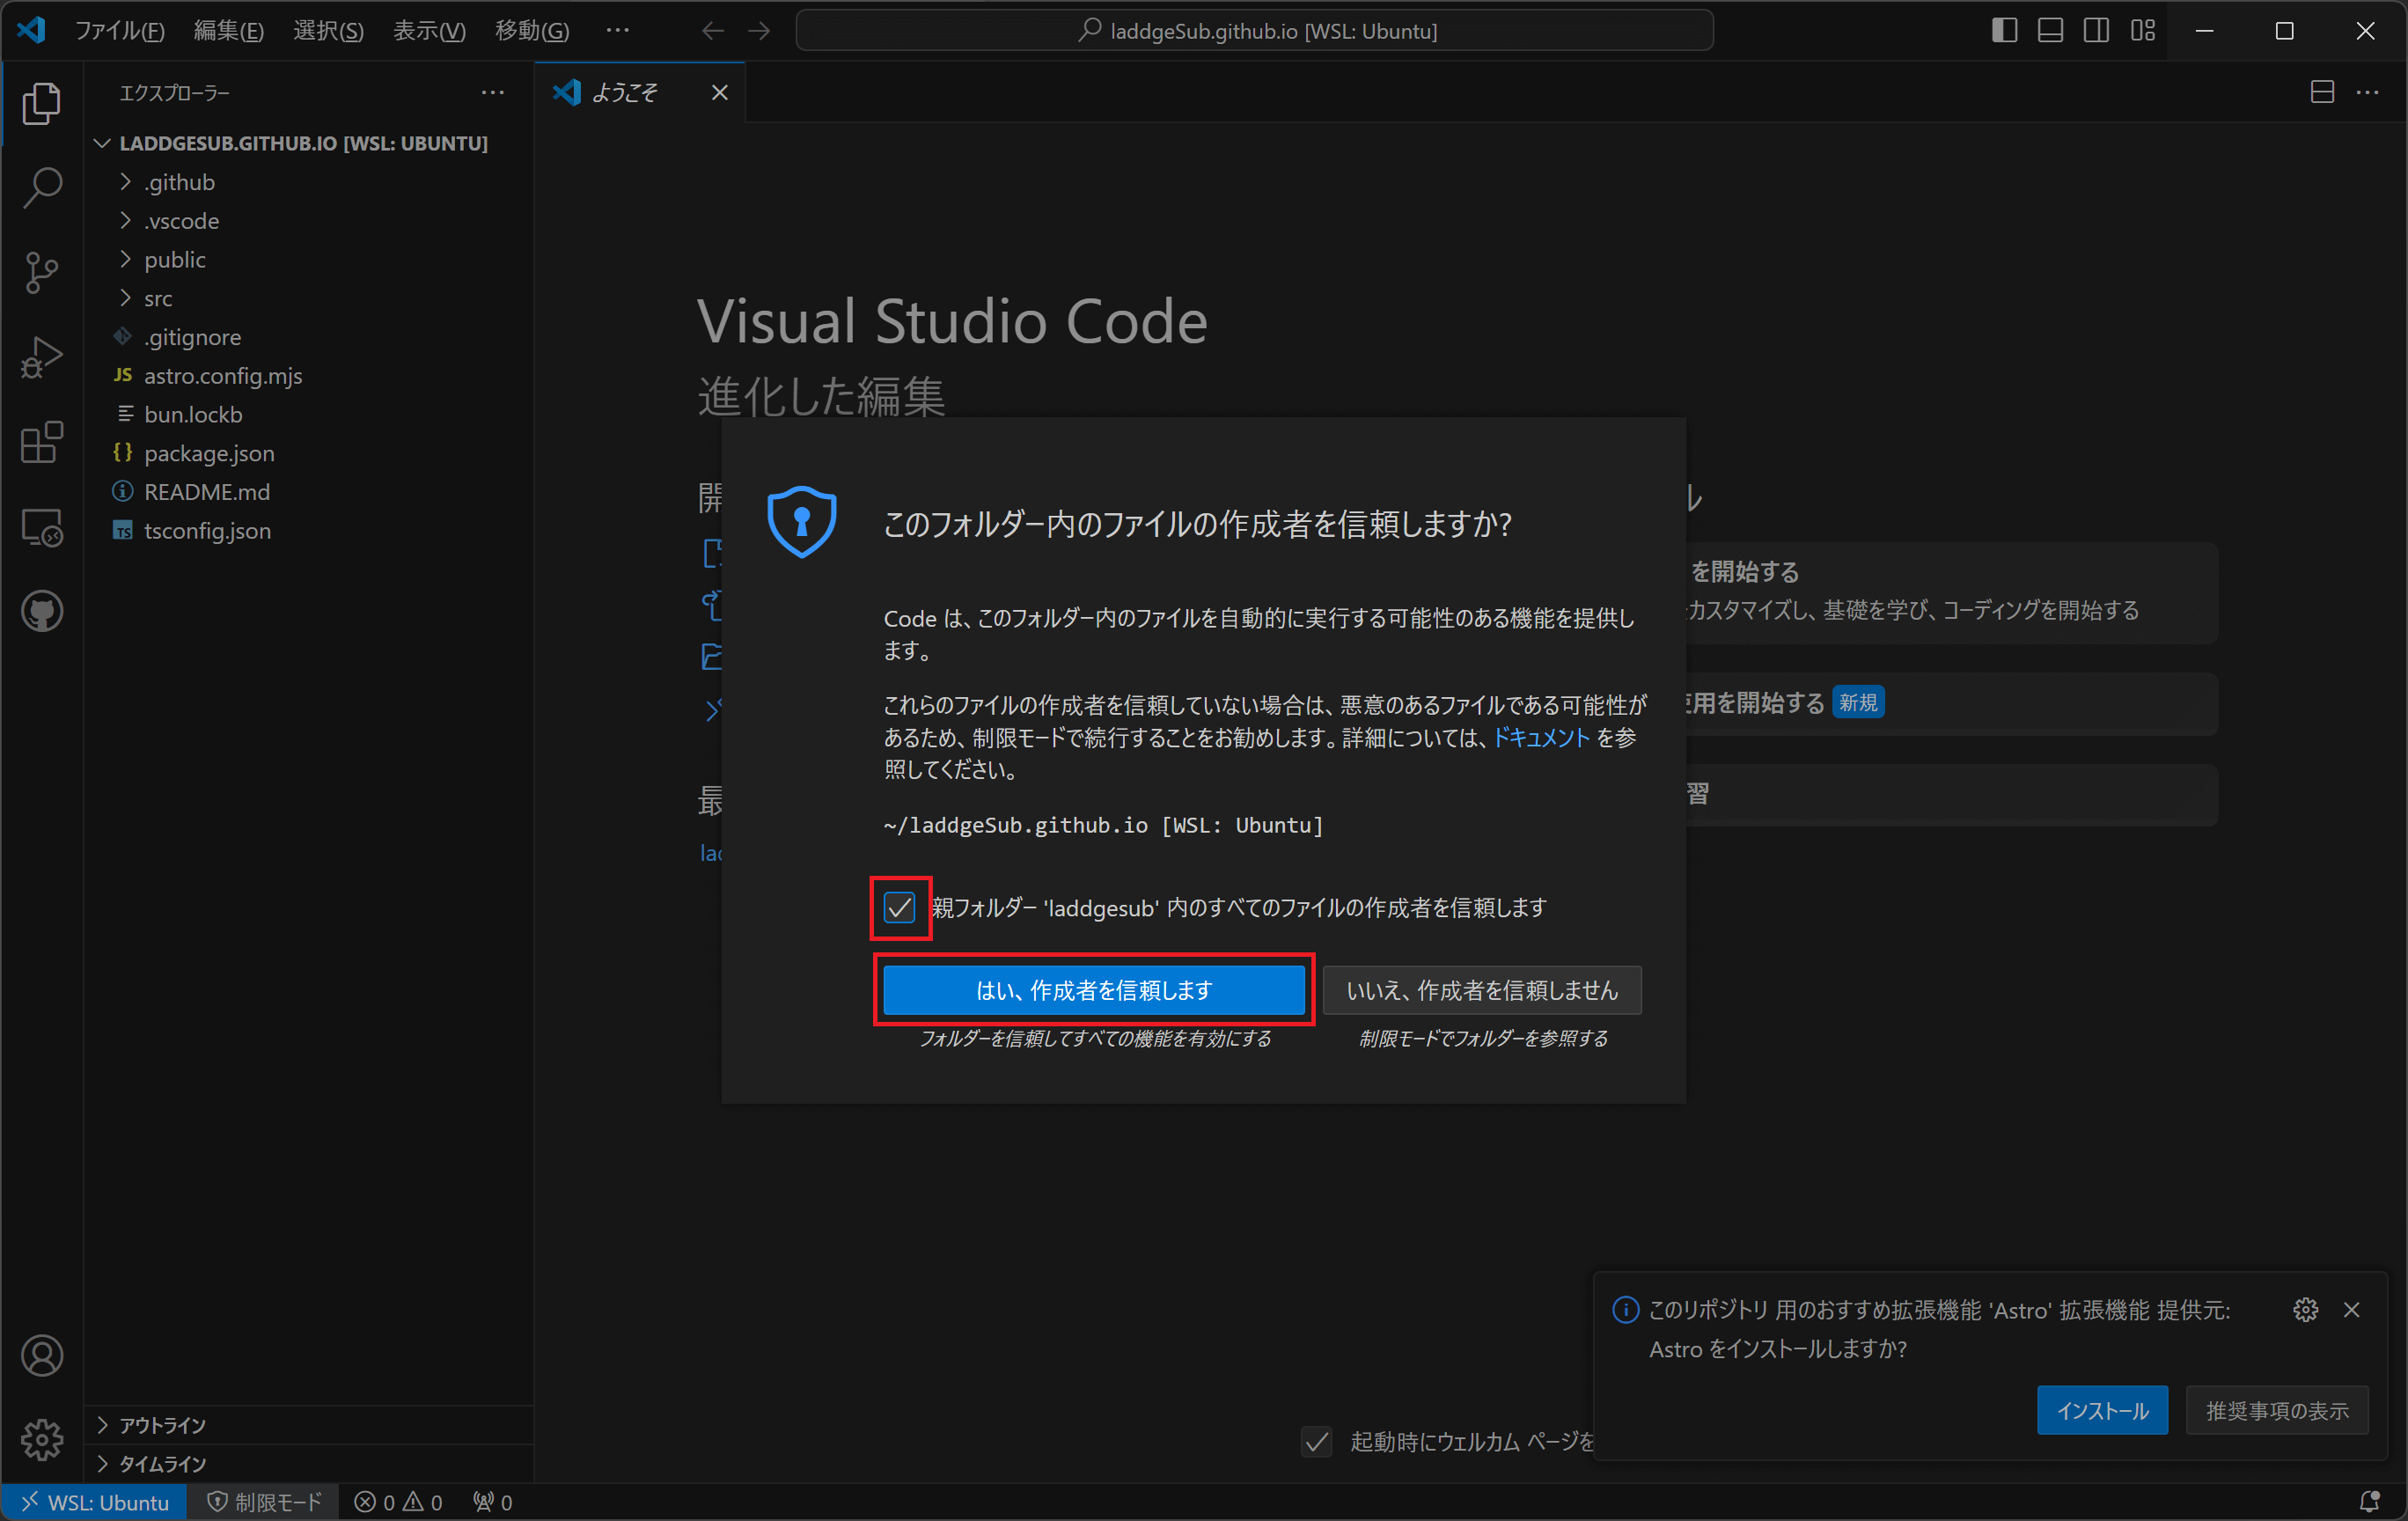 ファイル(F) 編集(E) 選択(S) 表示(V) 移動(G) ···
laddgeSub.github.io [WSL: Ubuntu]
エクスプローラー
ようこそ
LADDGESUB.GITHUB.IO [WSL: UBUNTU]
.github
.vscode
public
src
.gitignore
JS astro.config.mjs
bun.lockb
{} package.json
README.md
TS tsconfig.json
アウトライン
タイムライン
Visual Studio Code
進化した編集
開
最
lad
ル
を開始する
カスタマイズし、基礎を学び、コーディングを開始する
使用を開始する 新規
習
このフォルダー内のファイルの作成者を信頼しますか?
Code は、このフォルダー内のファイルを自動的に実行する可能性のある機能を提供し
ます。
これらのファイルの作成者を信頼していない場合は、悪意のあるファイルである可能性が
あるため、制限モードで続行することをお勧めします。詳細については、ドキュメント を参
照してください。
~/laddgeSub.github.io [WSL: Ubuntu]
親フォルダー 'laddgesub' 内のすべてのファイルの作成者を信頼します
はい、作成者を信頼します
いいえ、作成者を信頼しません
フォルダーを信頼してすべての機能を有効にする
制限モードでフォルダーを参照する
このリポジトリ 用のおすすめ拡張機能 'Astro' 拡張機能 提供元:
Astro をインストールしますか?
インストール
推奨事項の表示
起動時にウェルカム ページを
WSL: Ubuntu
制限モード
0
0
0